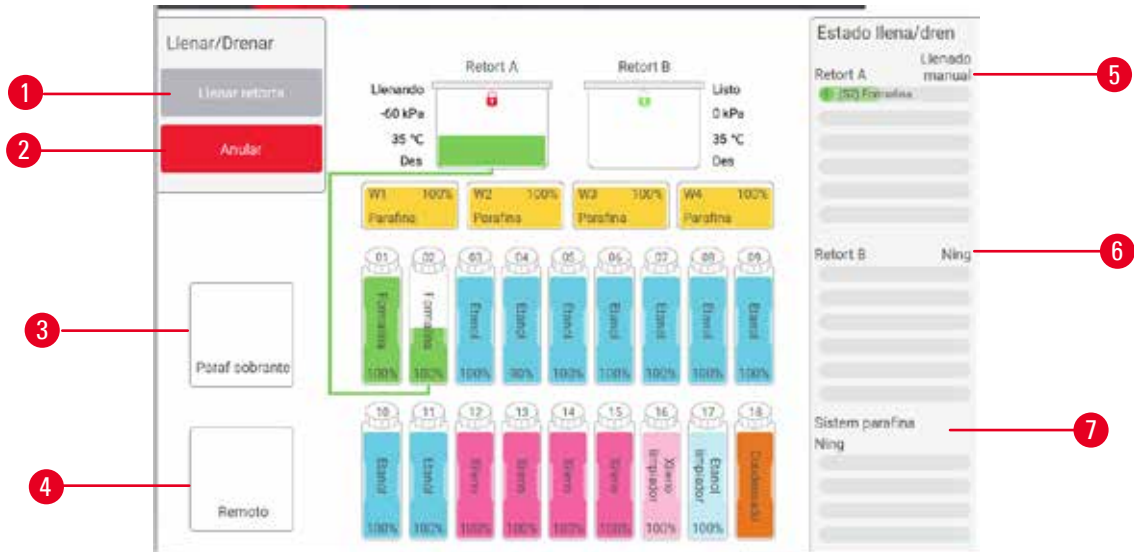 Llenar/Drenar
Llenar retorta
Anular
Paraf sobrante
Remoto
1
2
3
4
Retort A
Retort B
Llenando
-60 kPa
35 °C
Des
Listo
0 kPa
35 °C
Des
W1 100%
Parafina
W2 100%
Parafina
W3 100%
Parafina
W4 100%
Parafina
01 02 03 04 05 06 07 08 09
Formalina
Formalina
Etanol
Etanol
Etanol
Etanol
Etanol
Etanol
Etanol
100% 100% 100% 90% 100% 100% 100% 100% 100%
10 11 12 13 14 15 16 17 18
Etanol
Etanol
Xileno
Xileno
Xileno
Xileno
Xileno limpiador
Etanol limpiador
Condensado
100% 100% 100% 100% 100% 100% 100% 100%
Estado llena/dren
Retort A
Llenado manual
(S2) Formalina
Retort B Ning
Sistem parafina
Ning
5
6
7